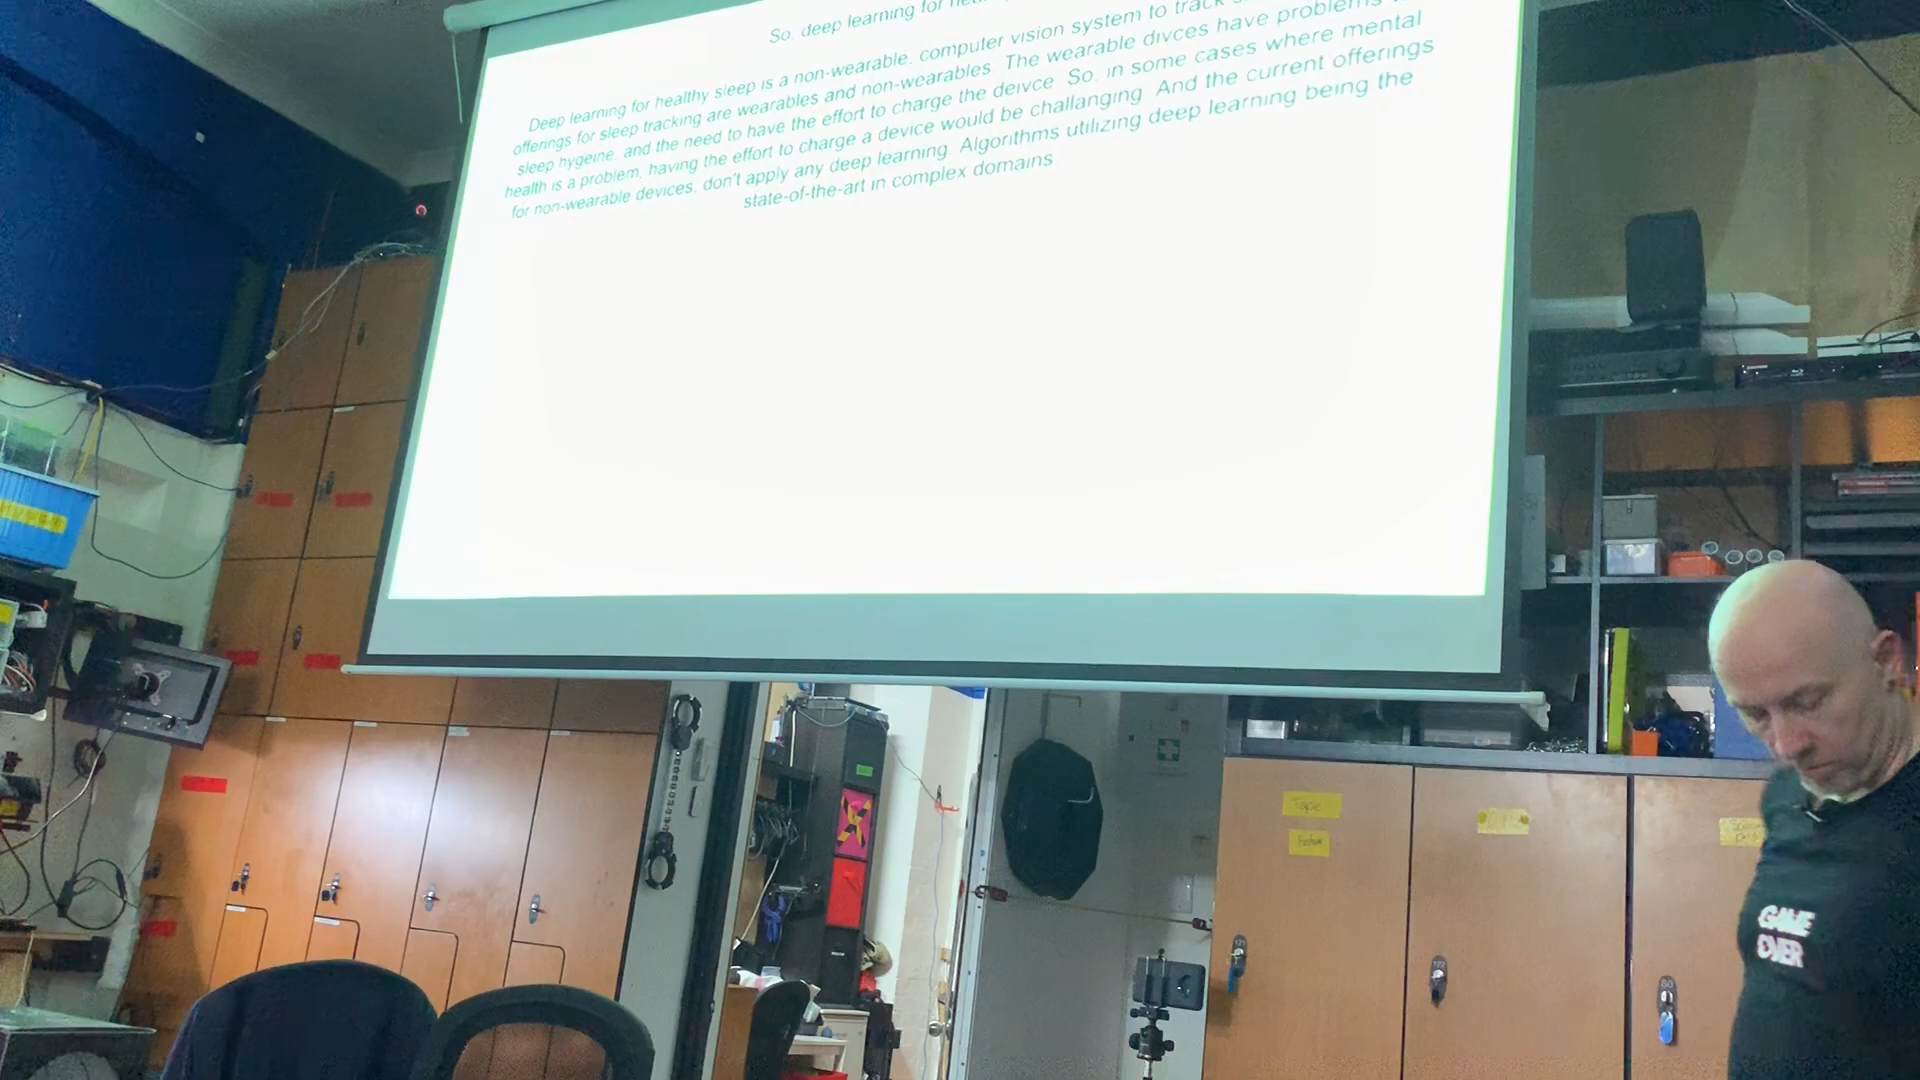 So, deep learning for
Deep learning for healthy sleep is a non-wearable, computer vision system to track
offerings for sleep tracking are wearables and non-wearables. The wearable divces have problems
sleep hygeine, and the need to have the effort to charge the deivce. So, in some cases where mental
health is a problem, having the effort to charge a device would be challanging. And the current offerings
for non-wearable devices, don't apply any deep learning. Algorithms utilizing deep learning being the
state-of-the-art in complex domains
Tape
121
122
80
GAME
OVER